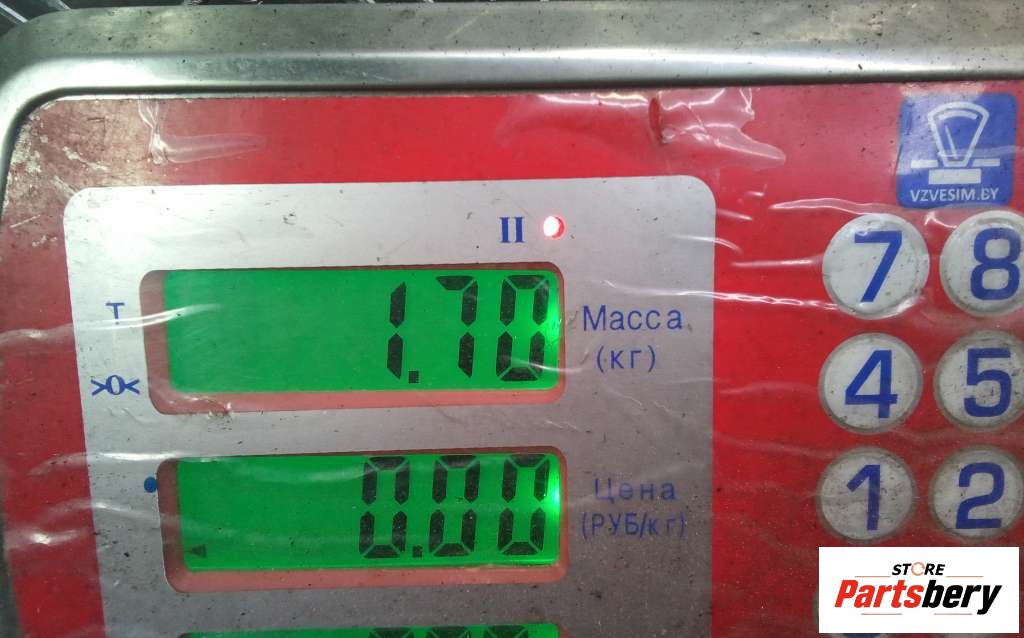 VZVESIM.BY
II
7 8
T
1.70
Масса
(кг)
>0<
4 5
0.00
Цена
(РУБ/кг)
1 2
STORE
Partsbery